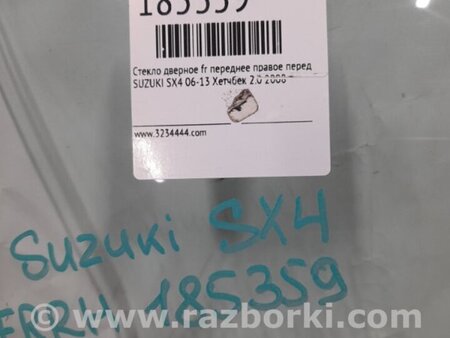 185359
Стекло дверное fr переднее правое перед
SUZUKI SX4 06-13 Хетчбек 2.0 2008
www.3234444.com
Suzuki SX4
185359
www.razborki.com